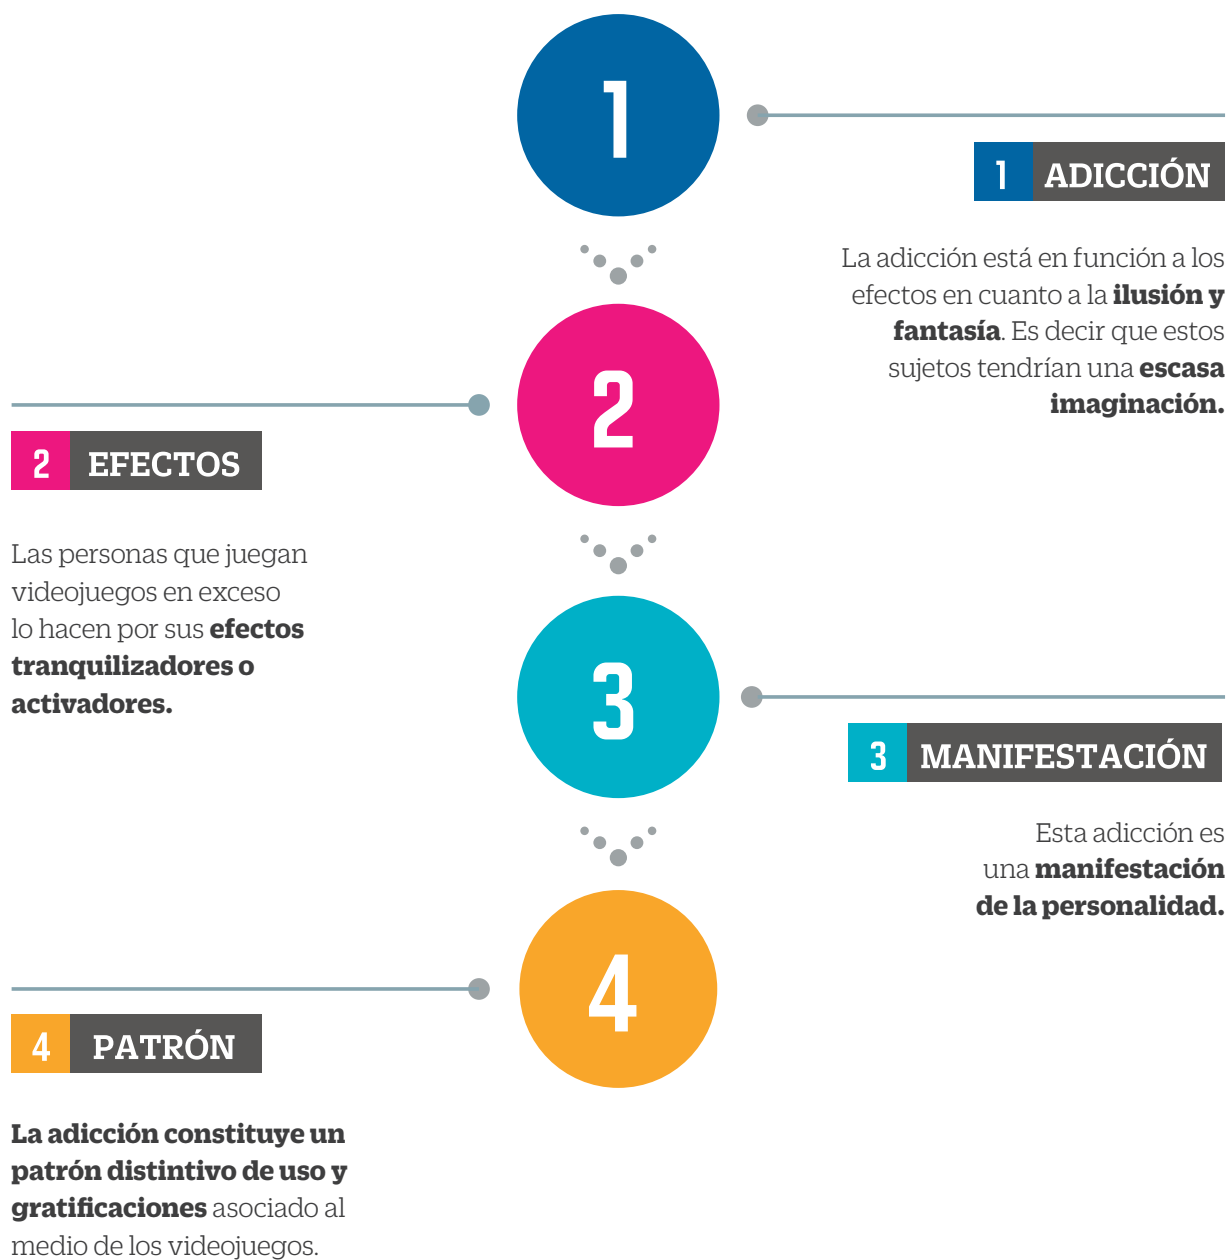 1
1 ADICCIÓN
La adicción está en función a los
efectos en cuanto a la ilusión y
fantasía. Es decir que estos
sujetos tendrían una escasa
imaginación.
2
2 EFECTOS
Las personas que juegan
videojuegos en exceso
lo hacen por sus efectos
tranquilizadores o
activadores.
3
3 MANIFESTACIÓN
Esta adicción es
una manifestación
de la personalidad.
4
4 PATRÓN
La adicción constituye un
patrón distintivo de uso y
gratificaciones asociado al
medio de los videojuegos.